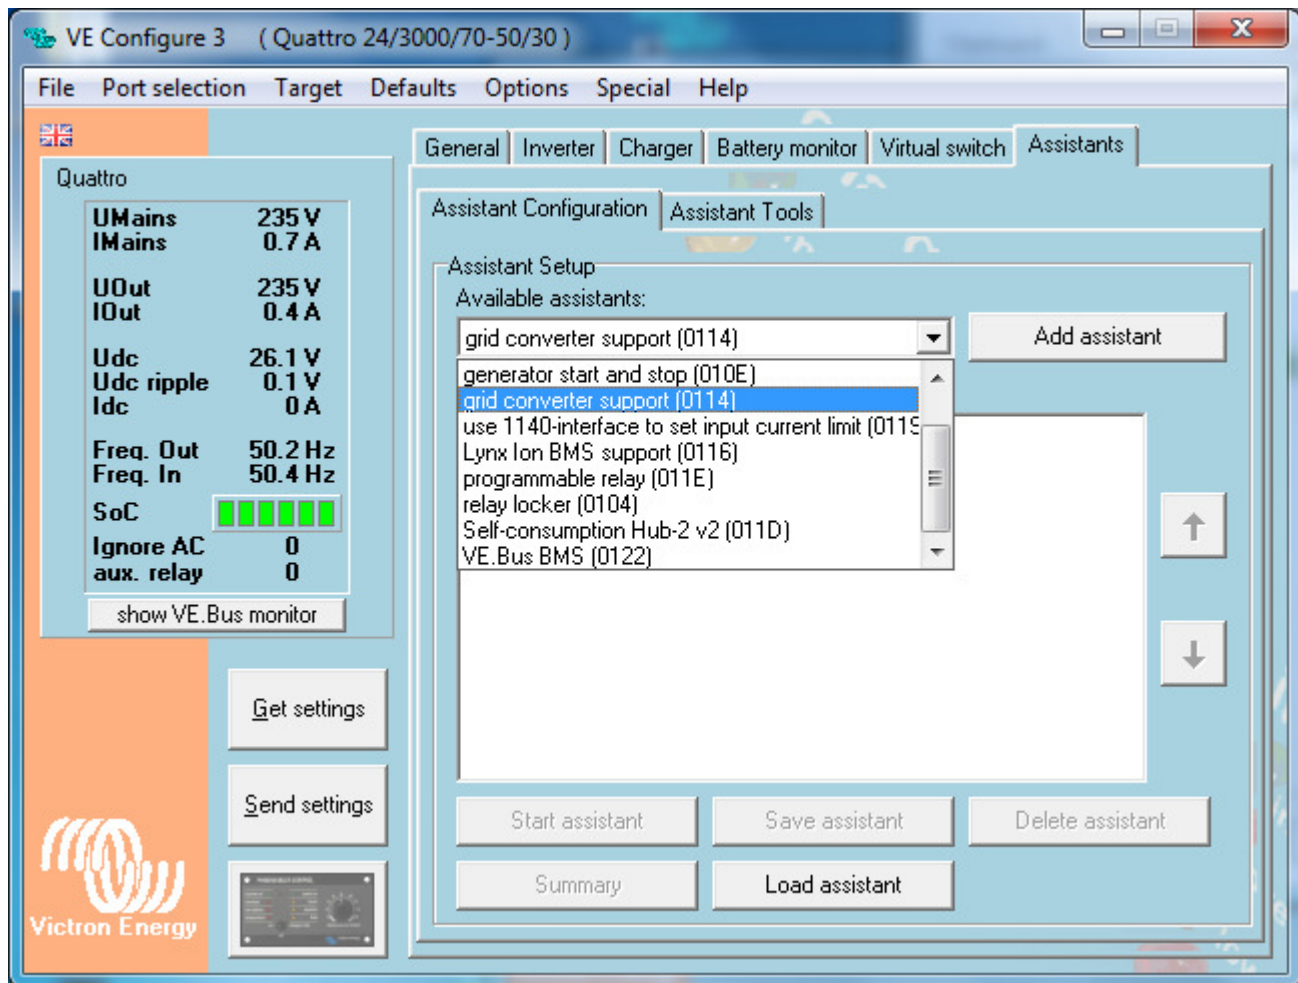 VE Configure 3 ( Quattro 24/3000/70-50/30 )
File Port selection Target Defaults Options Special Help
General Inverter Charger Battery monitor Virtual switch Assistants
Quattro
UMains 235 V
IMains 0.7 A
UOut 235 V
IOut 0.4 A
Udc 26.1 V
Udc ripple 0.1 V
Idc 0 A
Freq. Out 50.2 Hz
Freq. In 50.4 Hz
SoC
Ignore AC 0
aux. relay 0
show VE.Bus monitor
Get settings
Send settings
Victron Energy
Assistant Configuration Assistant Tools
Assistant Setup
Available assistants:
grid converter support (0114) Add assistant
generator start and stop (010E)
grid converter support (0114)
use 1140-interface to set input current limit (0119
Lynx Ion BMS support (0116)
programmable relay (011E)
relay locker (0104)
Self-consumption Hub-2 v2 (011D)
VE.Bus BMS (0122)
Start assistant Save assistant Delete assistant
Summary Load assistant